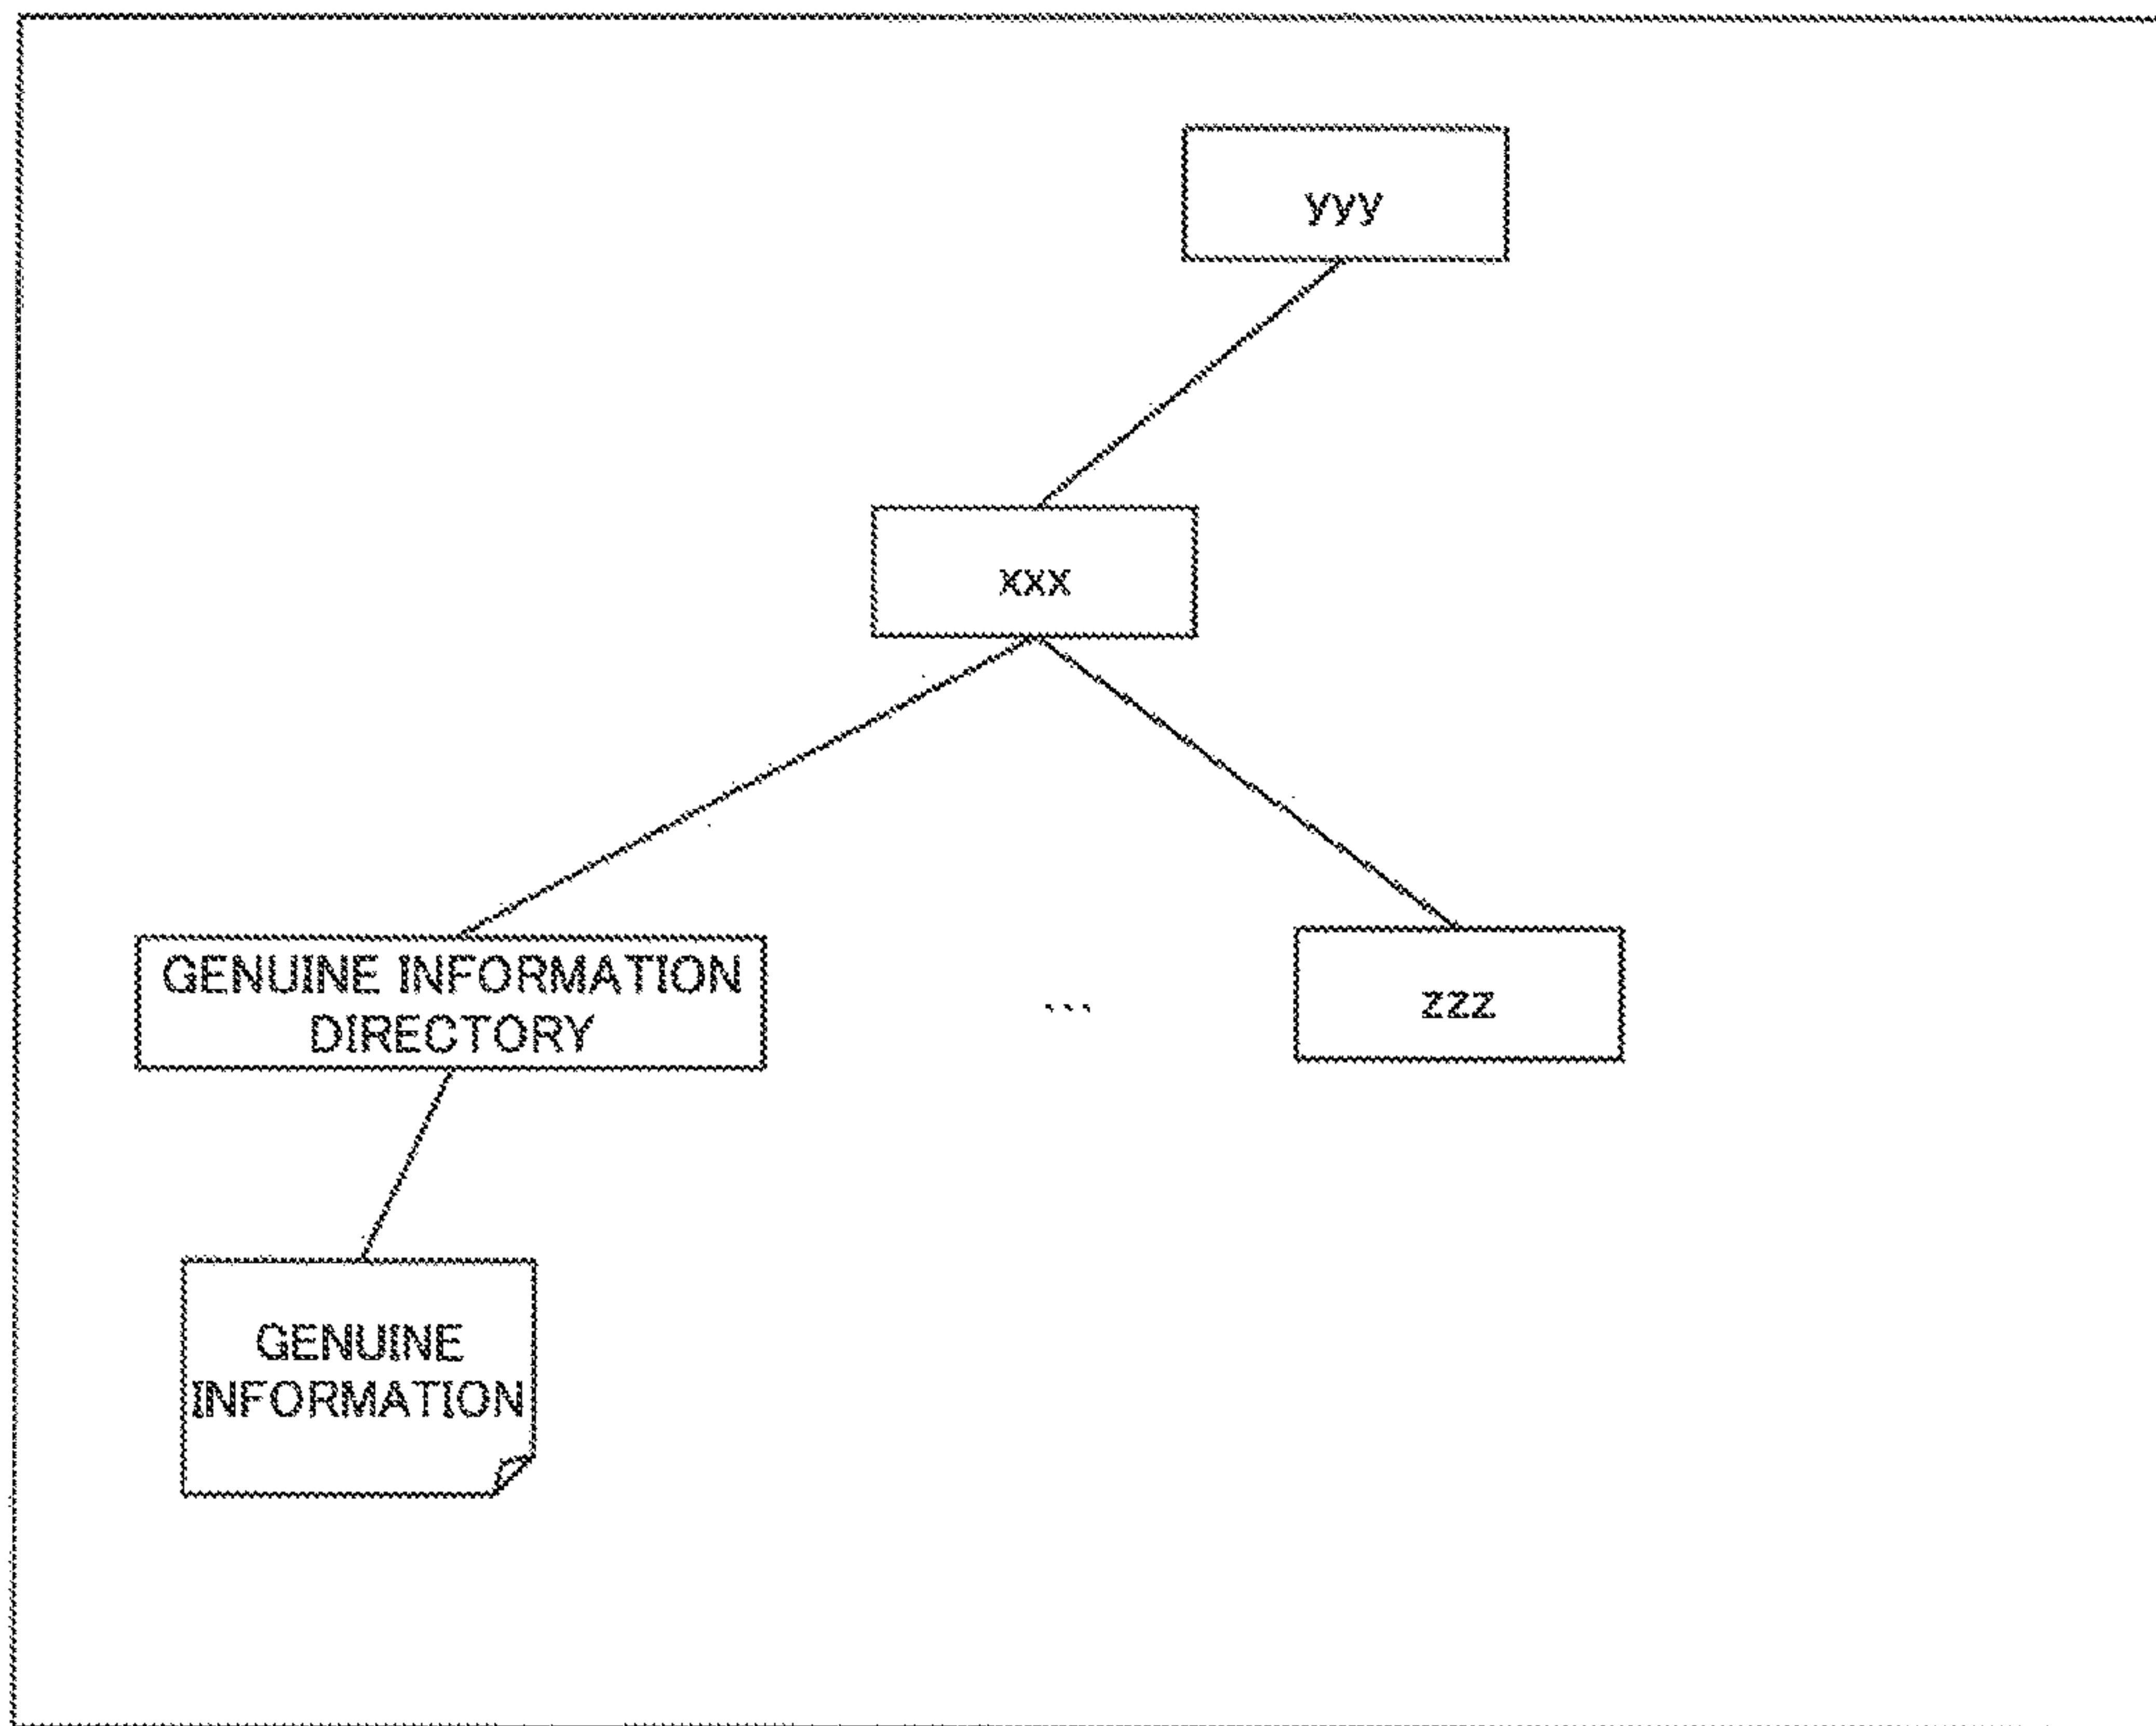 yyy
xxx
GENUINE INFORMATION
DIRECTORY
...
zzz
GENUINE
INFORMATION